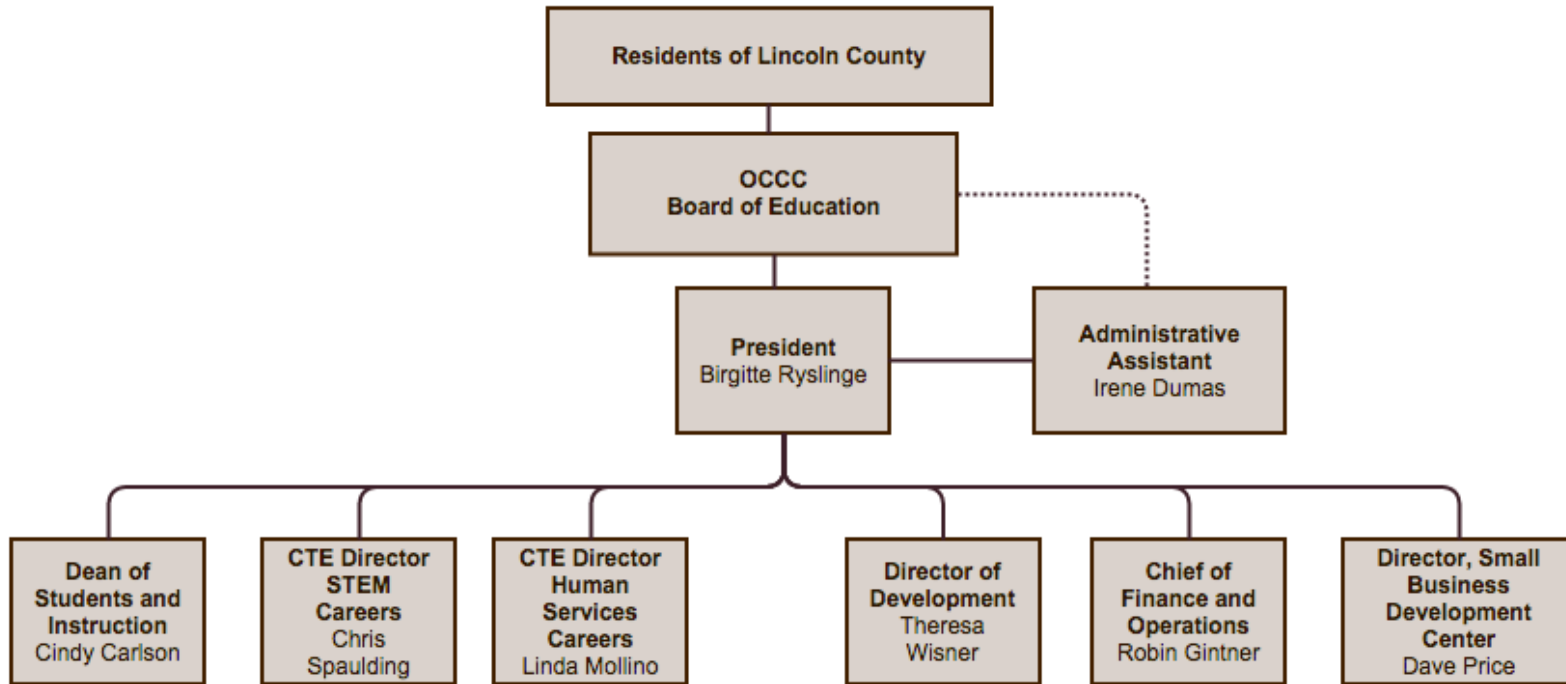 Residents of Lincoln County
OCCC
Board of Education
President
Birgitte Ryslinge
Administrative
Assistant
Irene Dumas
Dean of
Students and
Instruction
Cindy Carlson
CTE Director
STEM
Careers
Chris
Spaulding
CTE Director
Human
Services
Careers
Linda Mollino
Director of
Development
Theresa
Wisner
Chief of
Finance and
Operations
Robin Gintner
Director, Small
Business
Development
Center
Dave Price